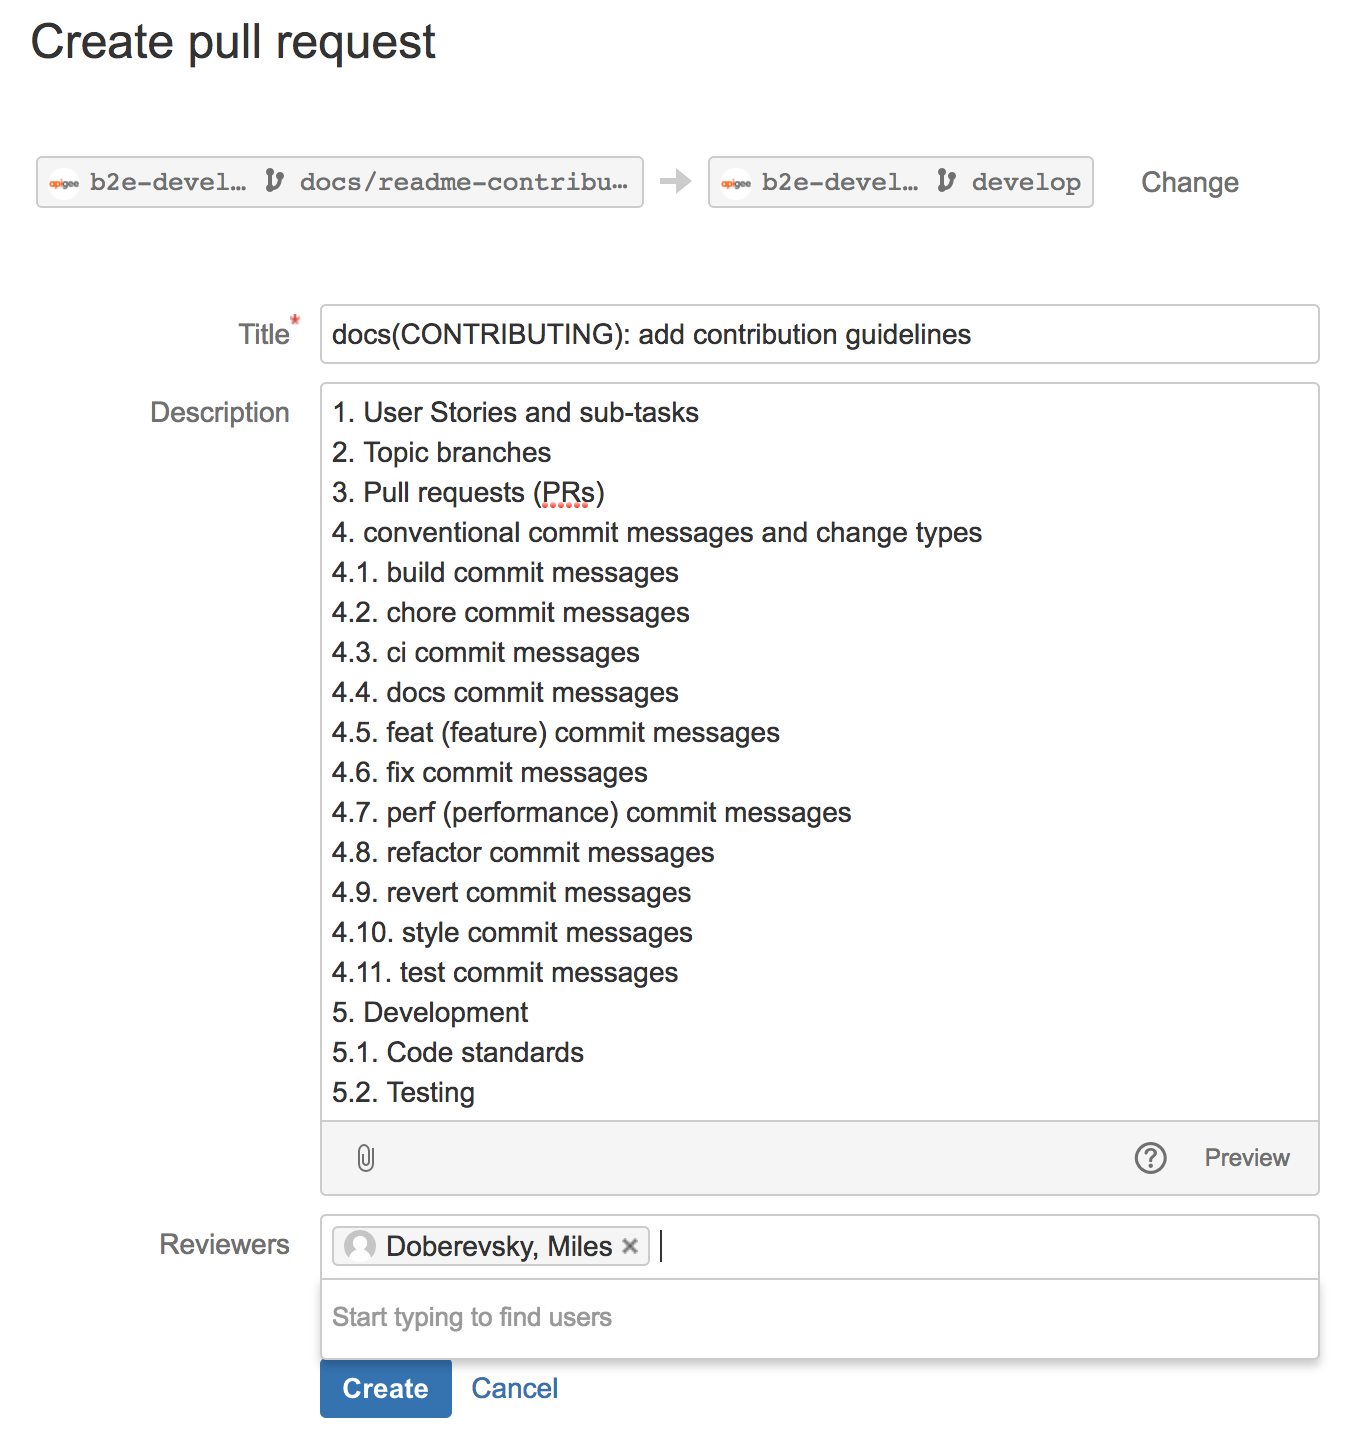 Create pull request
apigee b2e-devel… docs/readme-contribu… apigee b2e-devel… develop Change
Title* docs(CONTRIBUTING): add contribution guidelines
Description 1. User Stories and sub-tasks
2. Topic branches
3. Pull requests (PRs)
4. conventional commit messages and change types
4.1. build commit messages
4.2. chore commit messages
4.3. ci commit messages
4.4. docs commit messages
4.5. feat (feature) commit messages
4.6. fix commit messages
4.7. perf (performance) commit messages
4.8. refactor commit messages
4.9. revert commit messages
4.10. style commit messages
4.11. test commit messages
5. Development
5.1. Code standards
5.2. Testing
? Preview
Reviewers Doberevsky, Miles ×
Start typing to find users
Create Cancel